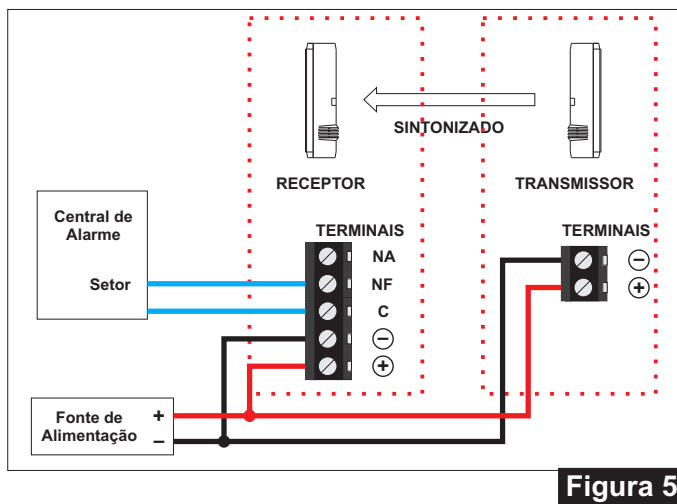 SINTONIZADO
RECEPTOR
TRANSMISSOR
Central de
Alarme
Setor
TERMINAIS
NA
NF
C
−
+
TERMINAIS
−
+
Fonte de
Alimentação
+
−
Figura 5